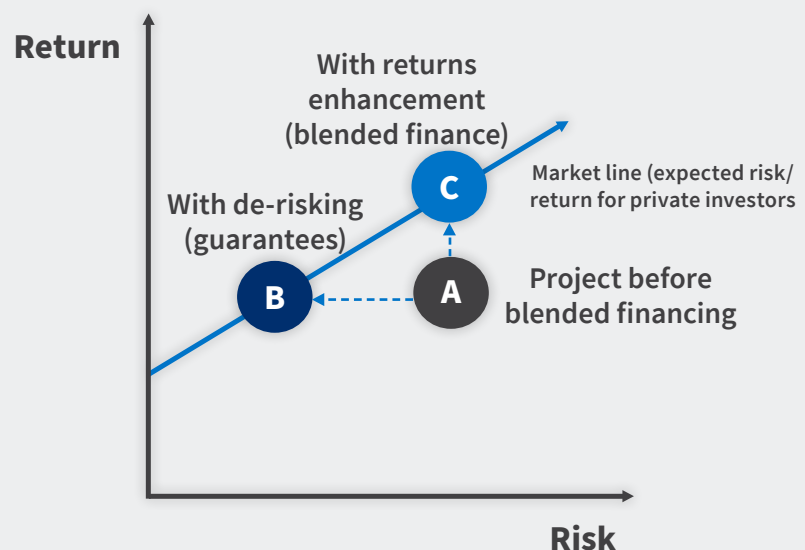 Return
With returns
enhancement
(blended finance)
C
Market line (expected risk/
return for private investors
With de-risking
(guarantees)
B
A
Project before
blended financing
Risk